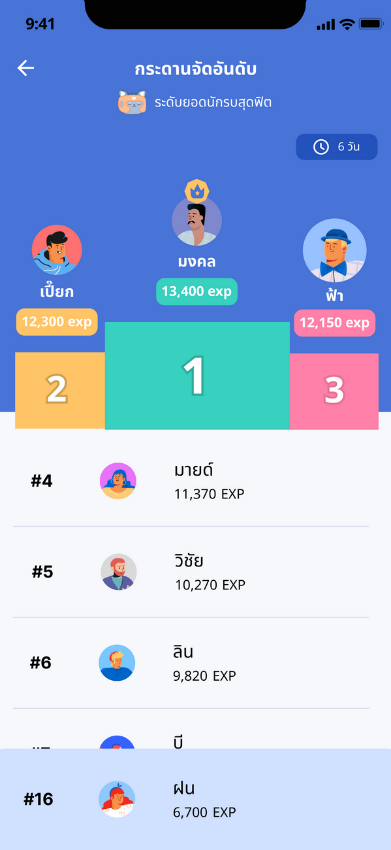 9:41
กระดานจัดอันดับ
ระดับยอดนักรบสุดฟิต
6 วัน
มงคล
13,400 exp
เปี๊ยก
12,300 exp
ฟ้า
12,150 exp
2
1
3
#4
มายด์
11,370 EXP
#5
วิชัย
10,270 EXP
#6
ลิน
9,820 EXP
บี
#16
ฝน
6,700 EXP